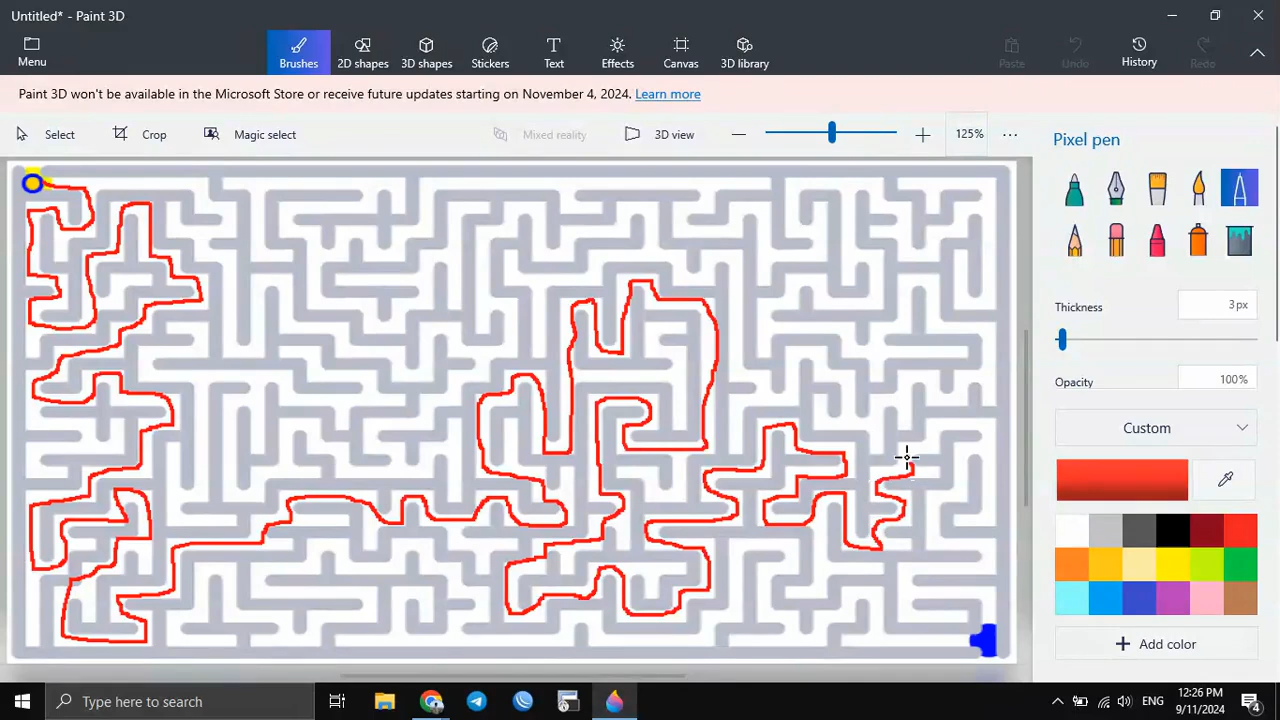 Untitled* - Paint 3D
Menu
Brushes
2D shapes
3D shapes
Stickers
Text
Effects
Canvas
3D library
Paste
Undo
History
Redo
Paint 3D won't be available in the Microsoft Store or receive future updates starting on November 4, 2024. Learn more
Select
Crop
Magic select
Mixed reality
3D view
125%
Pixel pen
Thickness
3 px
Opacity
100%
Custom
Add color
Type here to search
ENG
12:26 PM
9/11/2024
4